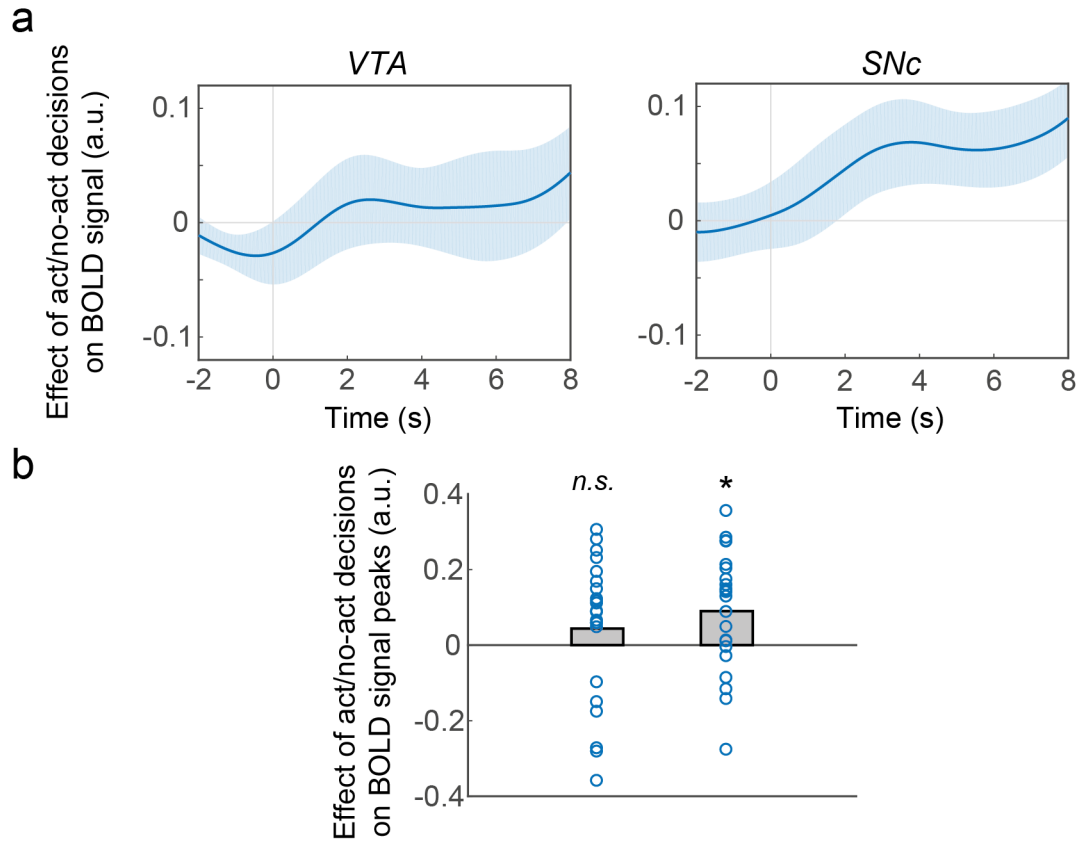 a
Effect of act/no-act decisions
on BOLD signal (a.u.)
VTA
0.1
0
-0.1
-2 0 2 4 6 8
Time (s)
SNc
0.1
0
-0.1
-2 0 2 4 6 8
Time (s)
b
Effect of act/no-act decisions
on BOLD signal peaks (a.u.)
n.s. *
0.4
0.2
0
-0.2
-0.4